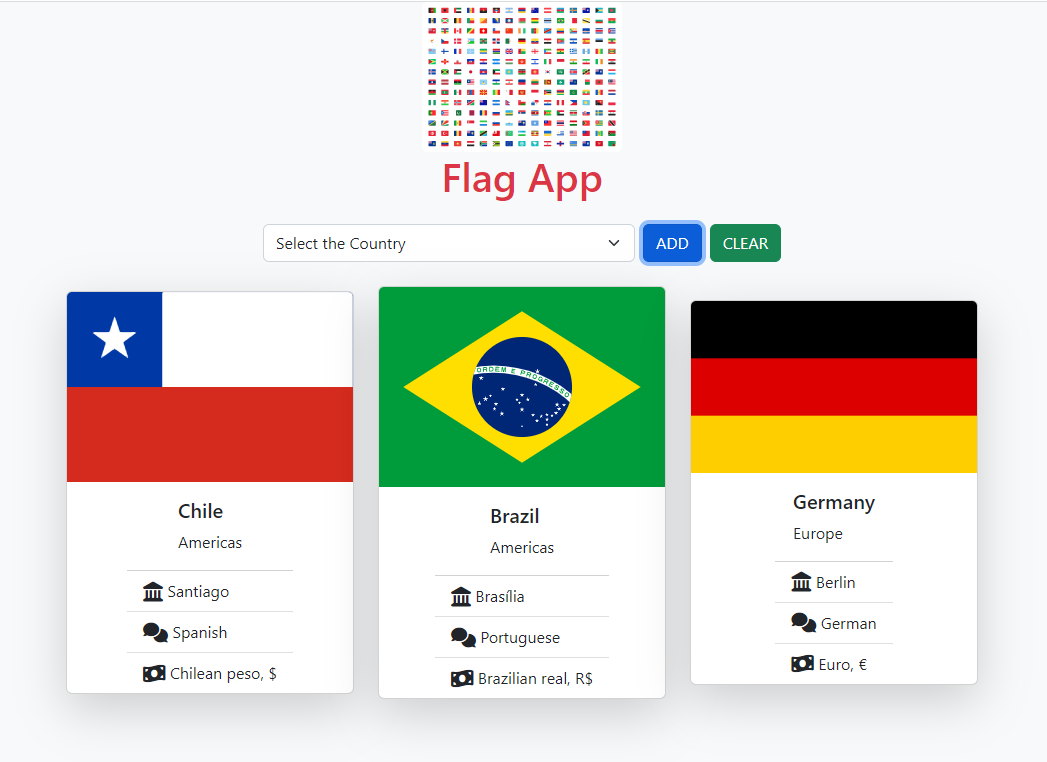 Flag App
Select the Country
ADD
CLEAR
ORDEM E PROGRESSO
Chile
Americas
Santiago
Spanish
Chilean peso, $
Brazil
Americas
Brasília
Portuguese
Brazilian real, R$
Germany
Europe
Berlin
German
Euro, €